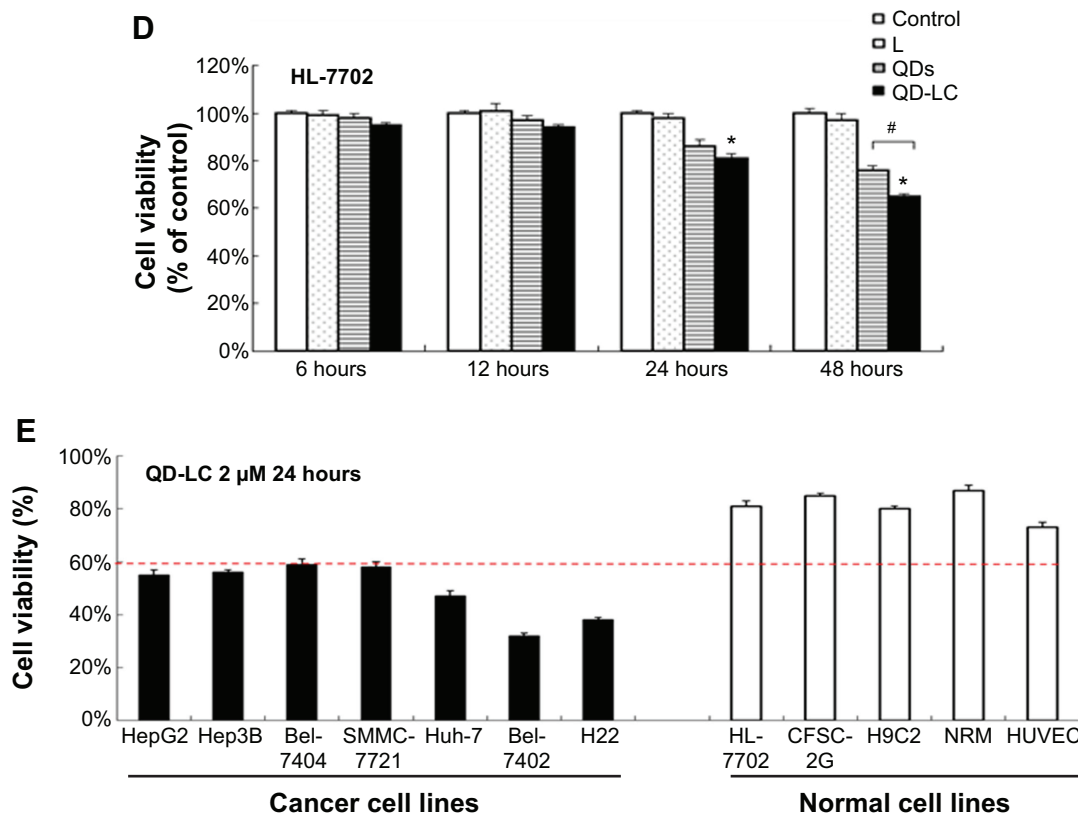 D
Control
L
QDs
QD-LC
HL-7702
Cell viability
(% of control)
120%
100%
80%
60%
40%
20%
0%
*
#
*
6 hours 12 hours 24 hours 48 hours
E
QD-LC 2 µM 24 hours
Cell viability (%)
100%
80%
60%
40%
20%
0%
HepG2 Hep3B Bel- SMMC- Huh-7 Bel- H22 HL- CFSC- H9C2 NRM HUVEC
7404 7721 7402 7702 2G
Cancer cell lines Normal cell lines